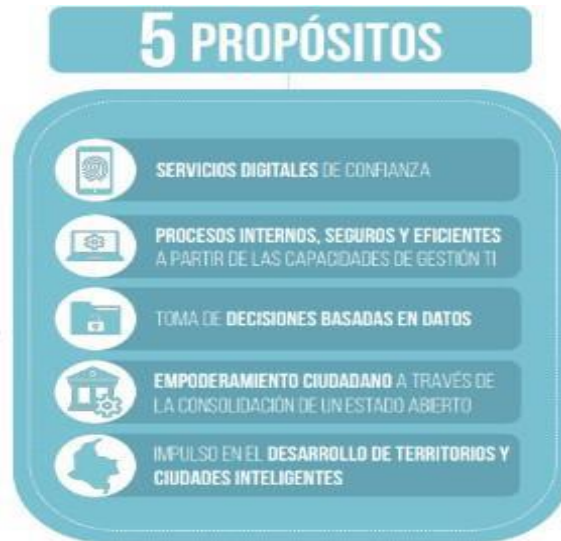 5 PROPÓSITOS
SERVICIOS DIGITALES DE CONFIANZA
PROCESOS INTERNOS, SEGUROS Y EFICIENTES
A PARTIR DE LAS CAPACIDADES DE GESTIÓN TI
TOMA DE DECISIONES BASADAS EN DATOS
EMPODERAMIENTO CIUDADANO A TRAVÉS DE
LA CONSOLIDACIÓN DE UN ESTADO ABIERTO
IMPULSO EN EL DESARROLLO DE TERRITORIOS Y
CIUDADES INTELIGENTES